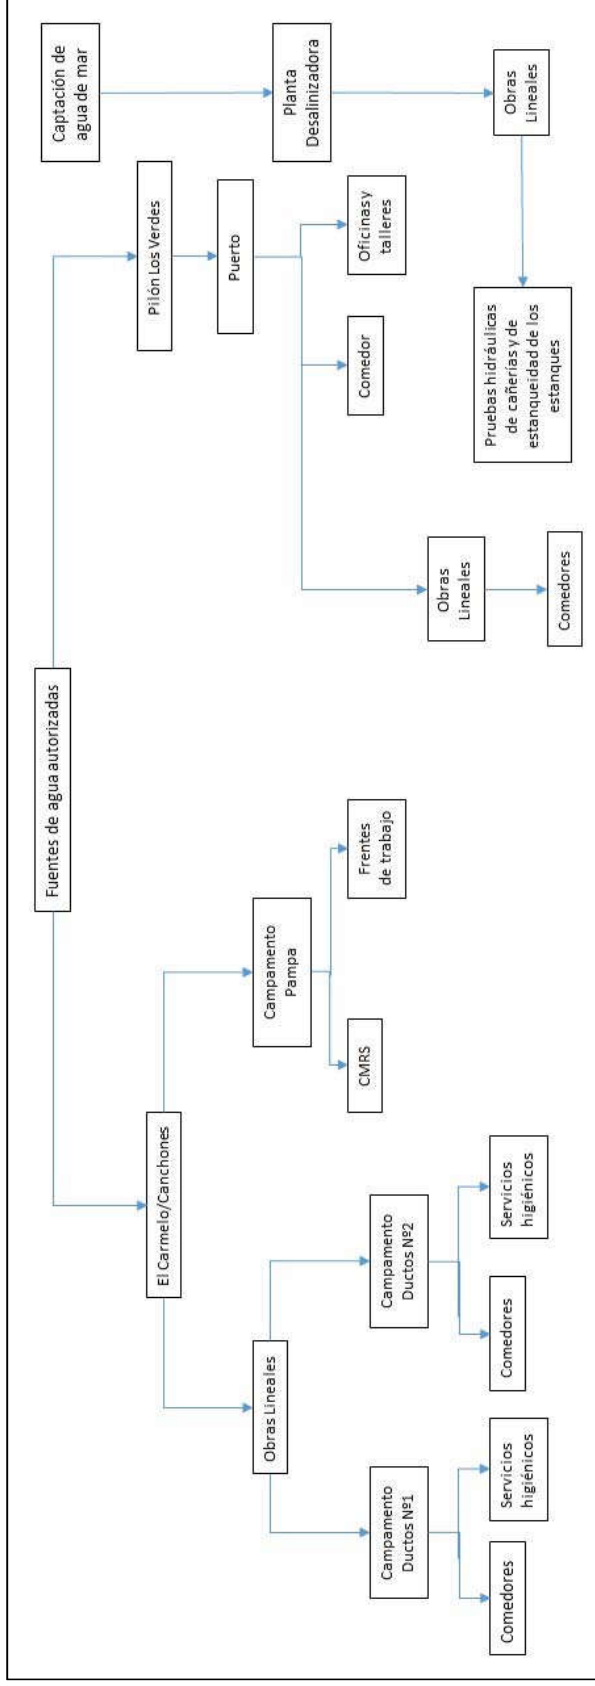 Fuentes de agua autorizadas
Captación de
agua de mar
El Carmelo/Canchones
Pilón Los Verdes
Obras Lineales
Campamento
Pampa
Puerto
Planta
Desalinizadora
Campamento
Ductos Nº1
Campamento
Ductos Nº2
CMRS
Frentes
de trabajo
Comedor
Oficinas y
talleres
Obras
Lineales
Obras
Lineales
Comedores
Servicios
higiénicos
Comedores
Servicios
higiénicos
Comedores
Pruebas hidráulicas
de cañerías y de
estanqueidad de los
estanques